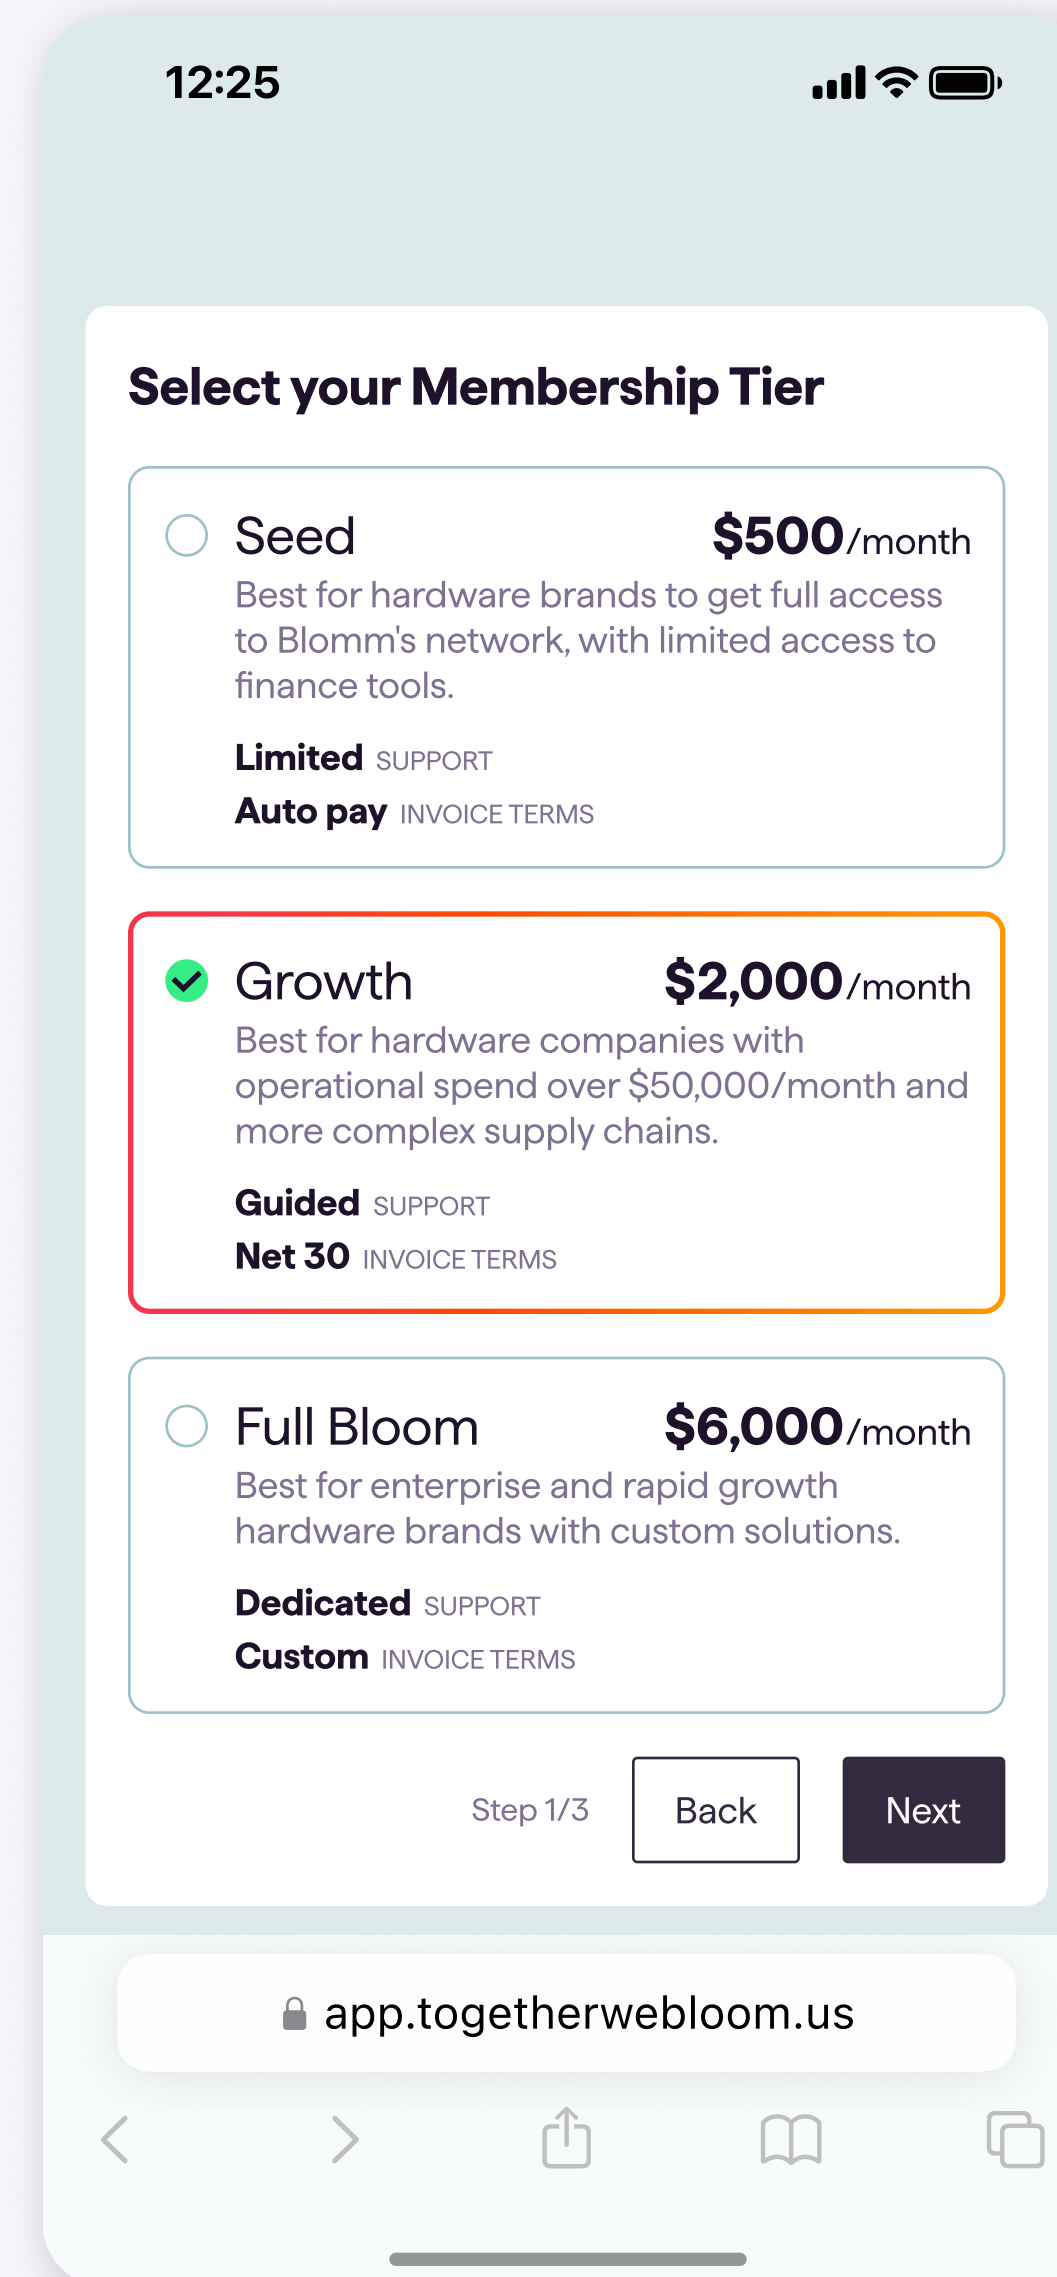 12:25
Select your Membership Tier
Seed $500/month
Best for hardware brands to get full access
to Blomm's network, with limited access to
finance tools.
Limited SUPPORT
Auto pay INVOICE TERMS
Growth $2,000/month
Best for hardware companies with
operational spend over $50,000/month and
more complex supply chains.
Guided SUPPORT
Net 30 INVOICE TERMS
Full Bloom $6,000/month
Best for enterprise and rapid growth
hardware brands with custom solutions.
Dedicated SUPPORT
Custom INVOICE TERMS
Step 1/3 Back Next
app.togetherwebloom.us